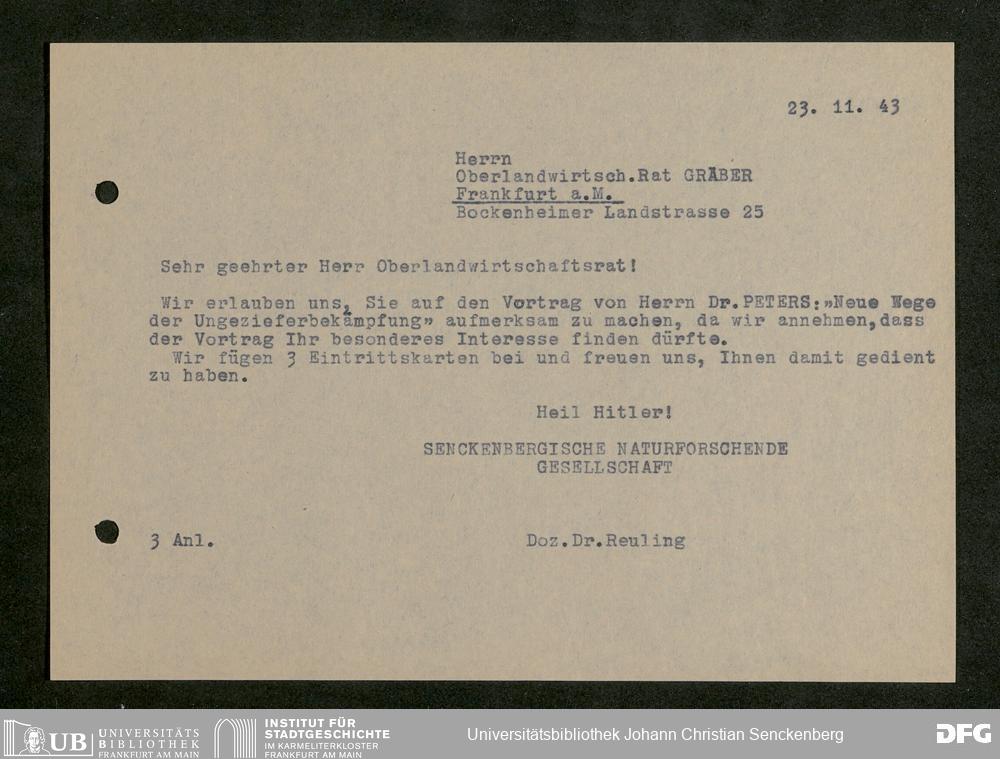 23. 11. 43
Herrn
Oberlandwirtsch.Rat GRÄBER
Frankfurt a.M.
Bockenheimer Landstrasse 25
Sehr geehrter Herr Oberlandwirtschaftsrat!
Wir erlauben uns, Sie auf den Vortrag von Herrn Dr.PETERS:"Neue Wege
der Ungezieferbekämpfung" aufmerksam zu machen, da wir annehmen,dass
der Vortrag Ihr besonderes Interesse finden dürfte.
Wir fügen 3 Eintrittskarten bei und freuen uns, Ihnen damit gedient
zu haben.
Heil Hitler!
SENCKENBERGISCHE NATURFORSCHENDE
GESELLSCHAFT
3 Anl.
Doz.Dr.Reuling
UB
UNIVERSITÄTS
BIBLIOTHEK
FRANKFURT AM MAIN
INSTITUT FÜR
STADTGESCHICHTE
IM KARMELITERKLOSTER
FRANKFURT AM MAIN
Universitätsbibliothek Johann Christian Senckenberg
DFG